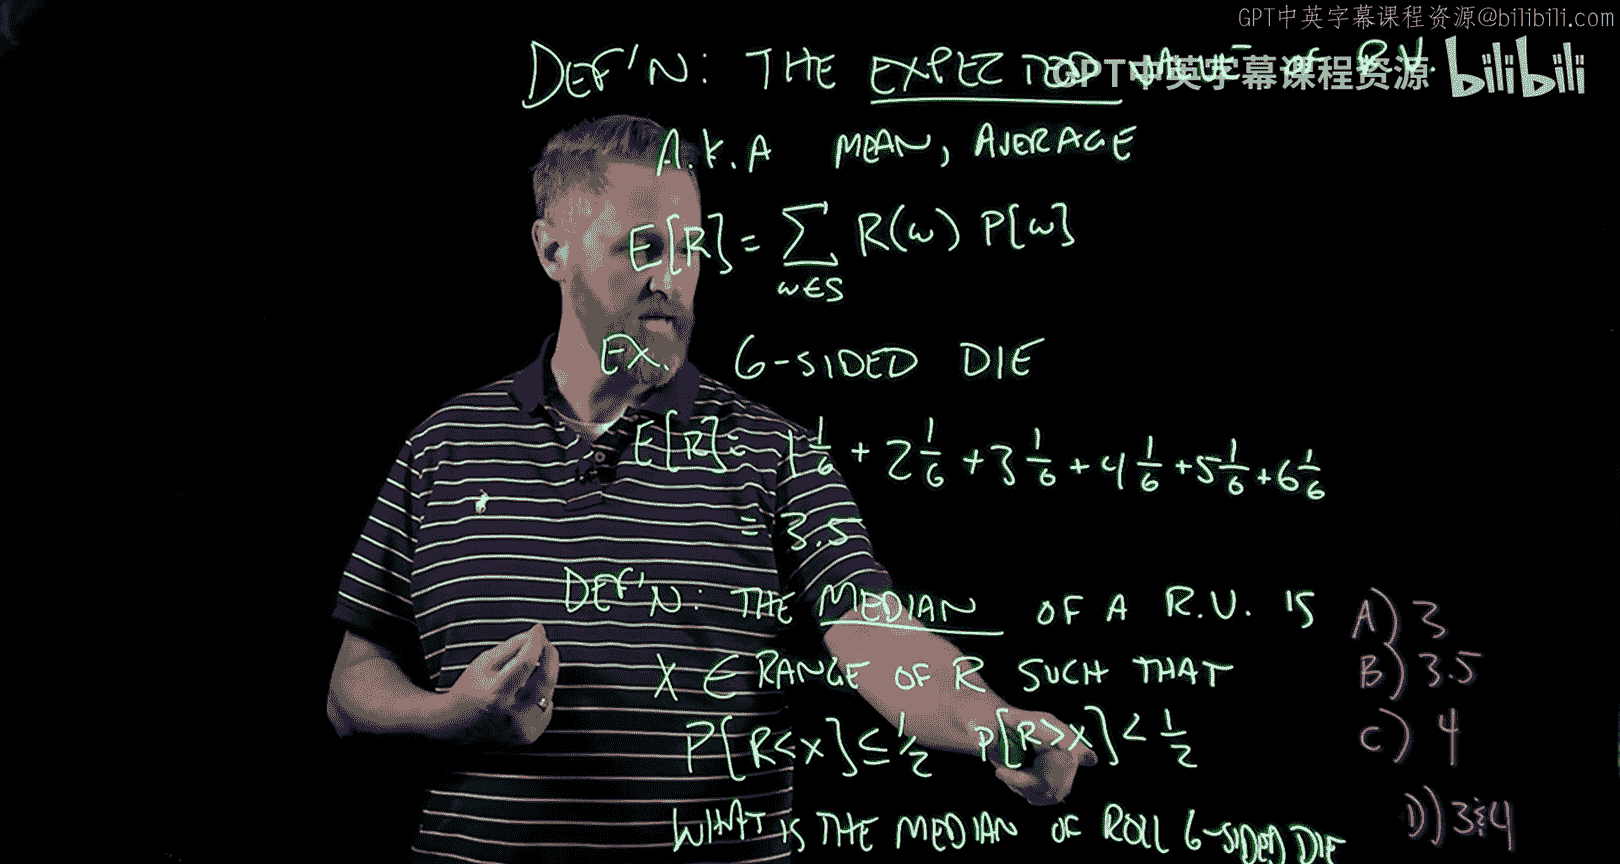 GPT中英字幕课程资源@bilibili.com
DEF'N: THE EXPECTED VALUE OF R.V.
GPT中英字幕课程资源 bilibili
A.K.A MEAN, AVERAGE
E[R] = ∑ R(ω) P[ω]
ω∈S
EX. 6-SIDED DIE
E[R] = 1 1/6 + 2 1/6 + 3 1/6 + 4 1/6 + 5 1/6 + 6 1/6
= 3.5
DEF'N: THE MEDIAN OF A R.V. IS
X ∈ RANGE OF R SUCH THAT
P[R<X] ≤ 1/2 P[R>X] < 1/2
WHAT IS THE MEDIAN OF ROLL 6-SIDED DIE
A) 3
B) 3.5
C) 4
D) 3 & 4